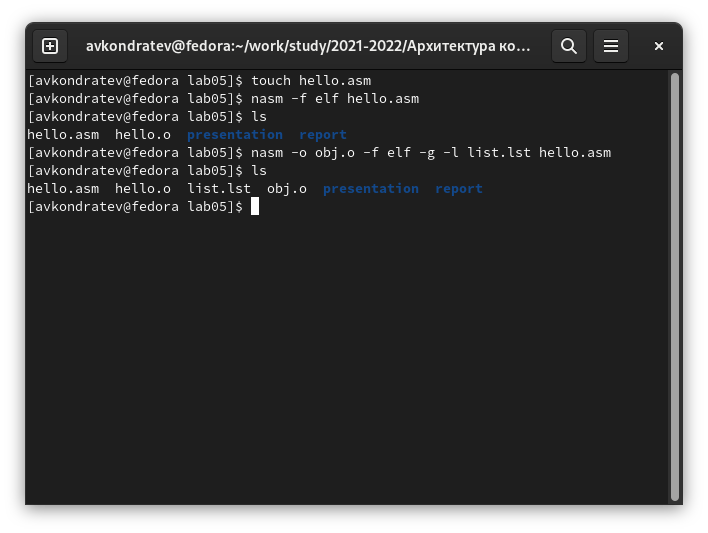 avkondratev@fedora:~/work/study/2021-2022/Архитектура ко...
[avkondratev@fedora lab05]$ touch hello.asm
[avkondratev@fedora lab05]$ nasm -f elf hello.asm
[avkondratev@fedora lab05]$ ls
hello.asm  hello.o  presentation  report
[avkondratev@fedora lab05]$ nasm -o obj.o -f elf -g -l list.lst hello.asm
[avkondratev@fedora lab05]$ ls
hello.asm  hello.o  list.lst  obj.o  presentation  report
[avkondratev@fedora lab05]$